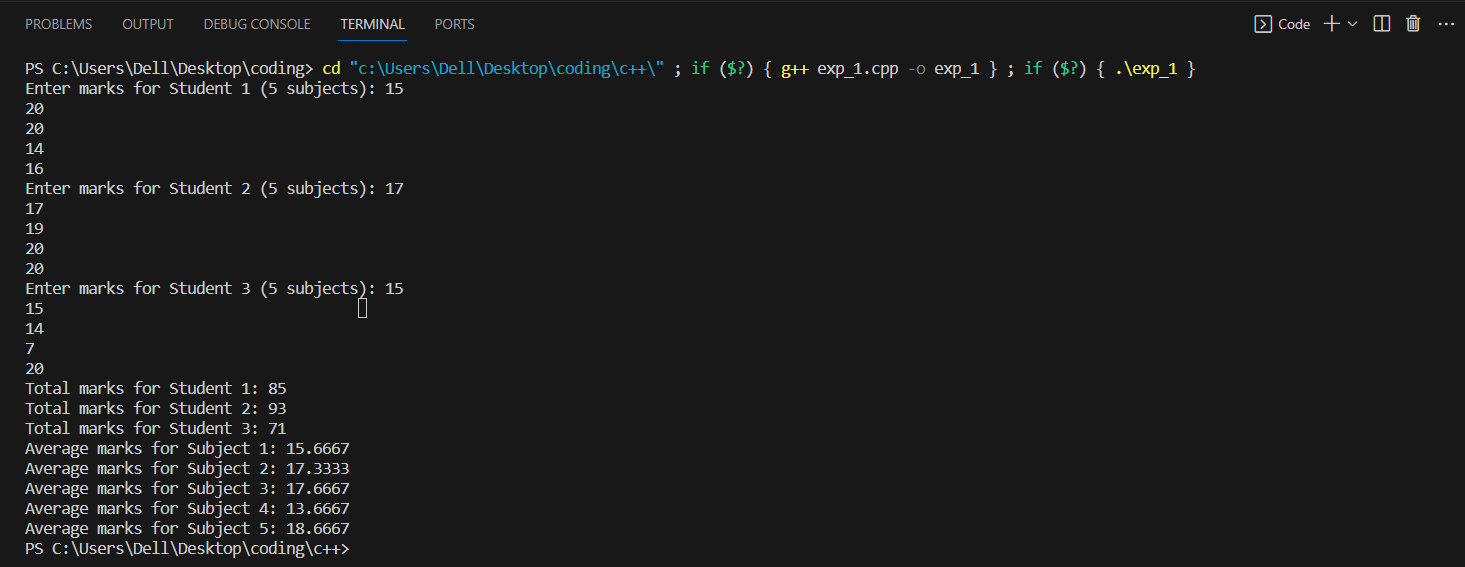 PROBLEMS OUTPUT DEBUG CONSOLE TERMINAL PORTS Code
PS C:\Users\Dell\Desktop\coding> cd "c:\Users\Dell\Desktop\coding\c++\" ; if ($?) { g++ exp_1.cpp -o exp_1 } ; if ($?) { .\exp_1 }
Enter marks for Student 1 (5 subjects): 15
20
20
14
16
Enter marks for Student 2 (5 subjects): 17
17
19
20
20
Enter marks for Student 3 (5 subjects): 15
15
14
7
20
Total marks for Student 1: 85
Total marks for Student 2: 93
Total marks for Student 3: 71
Average marks for Subject 1: 15.6667
Average marks for Subject 2: 17.3333
Average marks for Subject 3: 17.6667
Average marks for Subject 4: 13.6667
Average marks for Subject 5: 18.6667
PS C:\Users\Dell\Desktop\coding\c++>